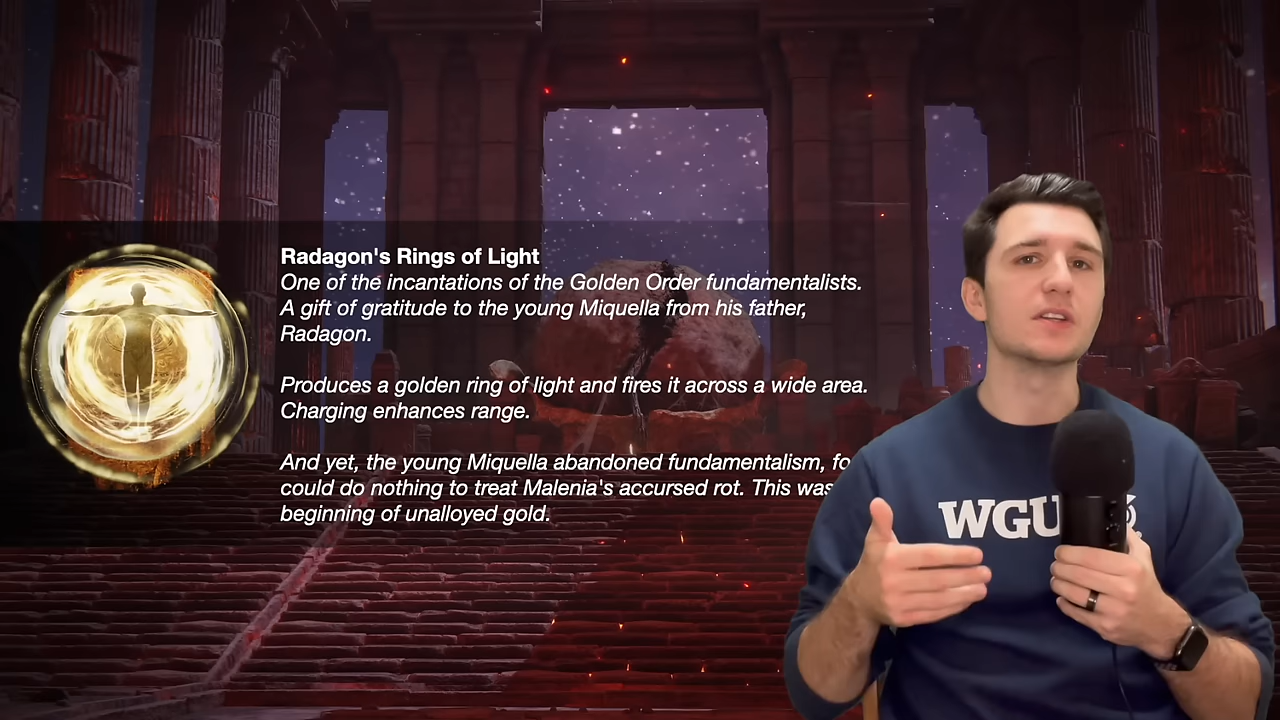 Radagon's Rings of Light
One of the incantations of the Golden Order fundamentalists.
A gift of gratitude to the young Miquella from his father,
Radagon.
Produces a golden ring of light and fires it across a wide area.
Charging enhances range.
And yet, the young Miquella abandoned fundamentalism, fo
could do nothing to treat Malenia's accursed rot. This was
beginning of unalloyed gold.
WGU